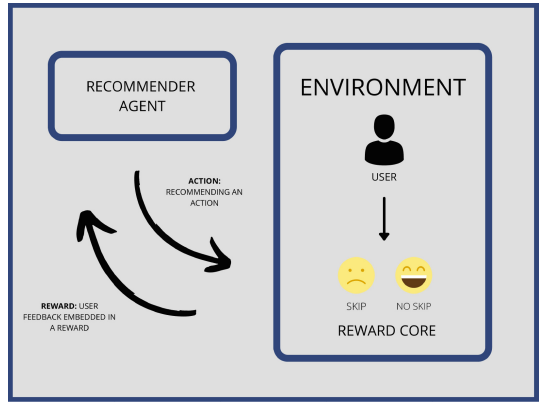 RECOMMENDER
AGENT
ACTION:
RECOMMENDING AN
ACTION
REWARD: USER
FEEDBACK EMBEDDED IN
A REWARD
ENVIRONMENT
USER
SKIP
NO SKIP
REWARD CORE